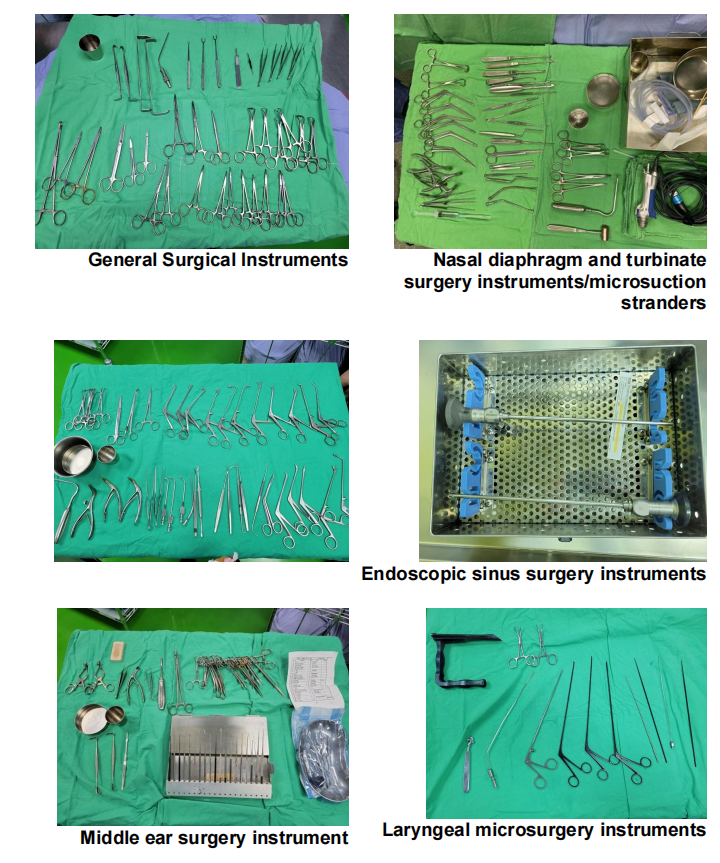 General Surgical Instruments
Nasal diaphragm and turbinate
surgery instruments/microsuction
stranders
Endoscopic sinus surgery instruments
Middle ear surgery instrument
Laryngeal microsurgery instruments